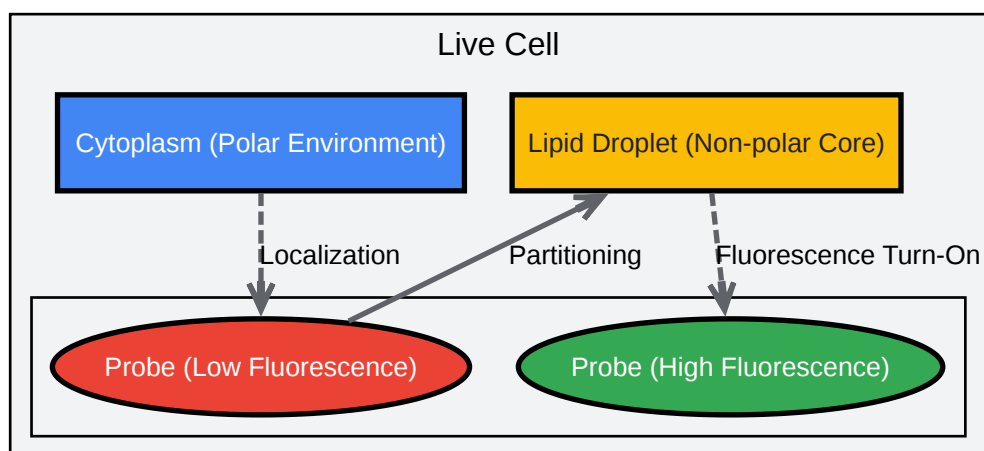 Live Cell
Cytoplasm (Polar Environment)
Lipid Droplet (Non-polar Core)
Localization
Partitioning
Fluorescence Turn-On
Probe (Low Fluorescence)
Probe (High Fluorescence)